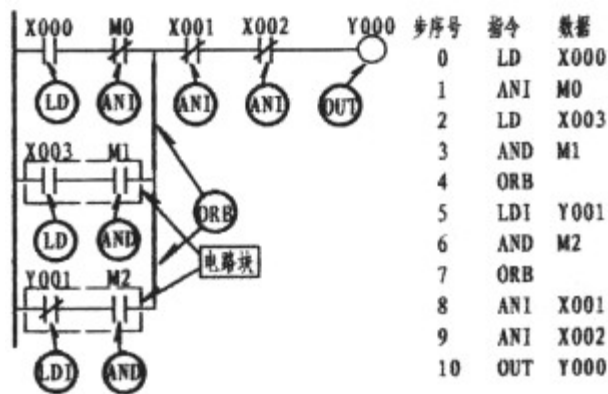 X000 M0 X001 X002 Y000
LD ANI ANI ANI OUT
X003 M1
LD AND
ORB
电路块
Y001 M2
LDI AND
步序号 指令 数据
0 LD X000
1 ANI M0
2 LD X003
3 AND M1
4 ORB
5 LDI Y001
6 AND M2
7 ORB
8 ANI X001
9 ANI X002
10 OUT Y000